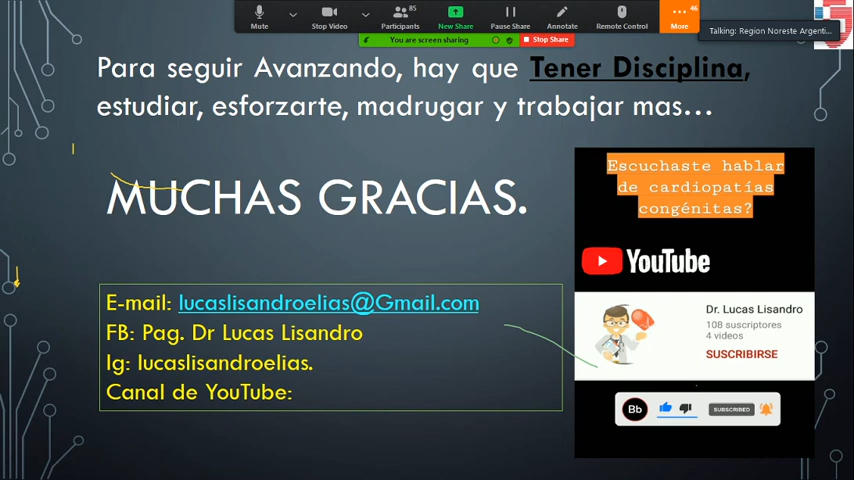 85
46
Mute
Stop Video
Participants
New Share
Pause Share
Annotate
Remote Control
More
Talking: Region Noreste Argenti...
You are screen sharing
Stop Share
Para seguir Avanzando, hay que Tener Disciplina,
estudiar, esforzarte, madrugar y trabajar mas...
MUCHAS GRACIAS.
Escuchaste hablar
de cardiopatías
congénitas?
YouTube
E-mail: lucaslisandroelias@Gmail.com
FB: Pag. Dr Lucas Lisandro
Ig: lucaslisandroelias.
Canal de YouTube:
Dr. Lucas Lisandro
108 suscriptores
4 videos
SUSCRIBIRSE
Bb
SUBSCRIBED